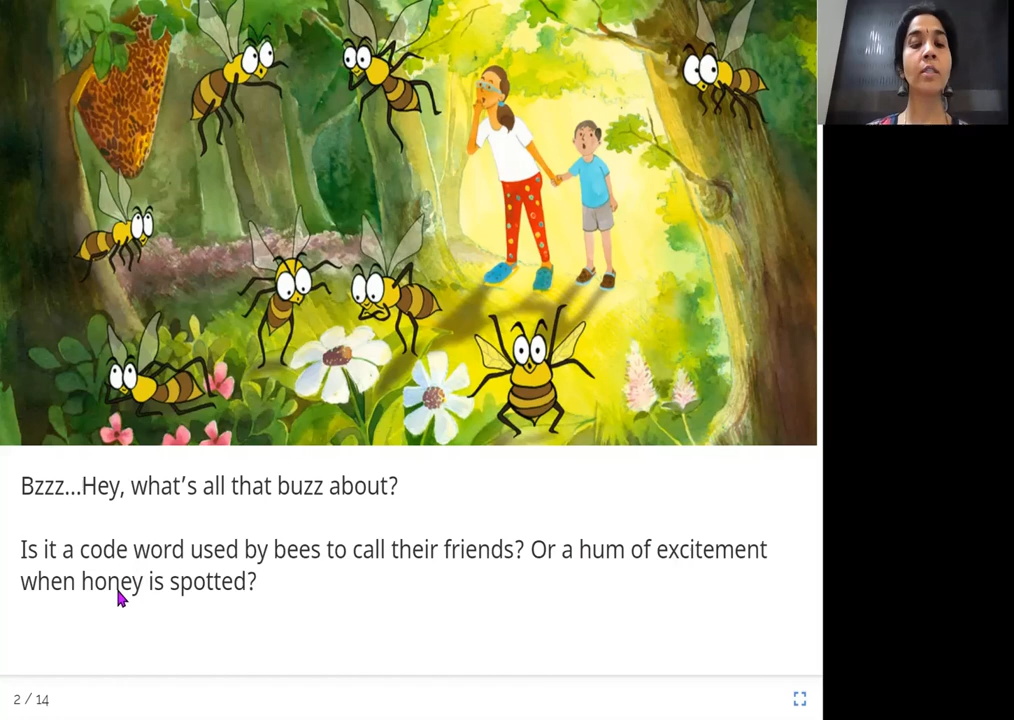 Bzzz...Hey, what's all that buzz about?
Is it a code word used by bees to call their friends? Or a hum of excitement
when honey is spotted?
2 / 14